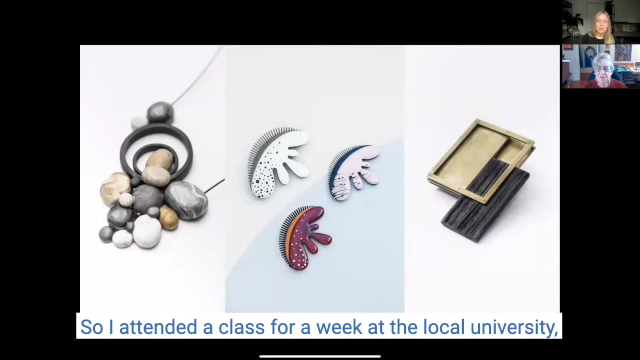 So I attended a class for a week at the local university,